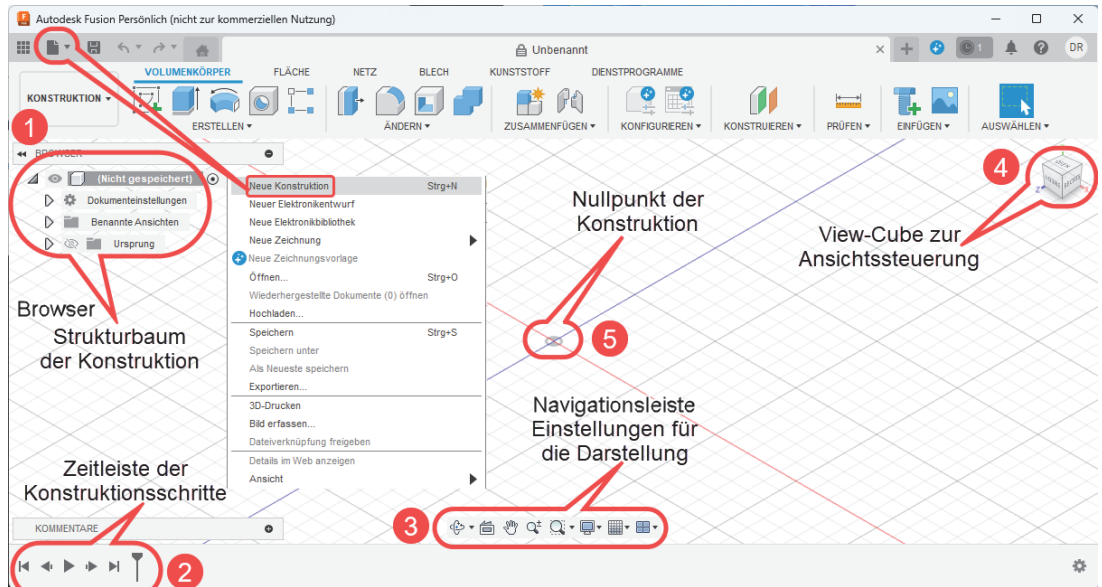 Autodesk Fusion Persönlich (nicht zur kommerziellen Nutzung)
Unbenannt
1
DR
KONSTRUKTION
VOLUMENKÖRPER FLÄCHE NETZ BLECH KUNSTSTOFF DIENSTPROGRAMME
ERSTELLEN ÄNDERN ZUSAMMENFÜGEN KONFIGURIEREN KONSTRUIEREN PRÜFEN EINFÜGEN AUSWÄHLEN
1
BROWSER
(Nicht gespeichert)
Dokumenteinstellungen
Benannte Ansichten
Ursprung
Browser
Strukturbaum
der Konstruktion
Neue Konstruktion Strg+N
Neuer Elektronikentwurf
Neue Elektronikbibliothek
Neue Zeichnung
Neue Zeichnungsvorlage
Öffnen... Strg+O
Wiederhergestellte Dokumente (0) öffnen
Hochladen...
Speichern Strg+S
Speichern unter
Als Neueste speichern
Exportieren...
3D-Drucken
Bild erfassen...
Dateiverknüpfung freigeben
Details im Web anzeigen
Ansicht
Nullpunkt der
Konstruktion
5
4
Z
View-Cube zur
Ansichtssteuerung
Navigationsleiste
Einstellungen für
die Darstellung
3
Zeitleiste der
Konstruktionsschritte
KOMMENTARE
2